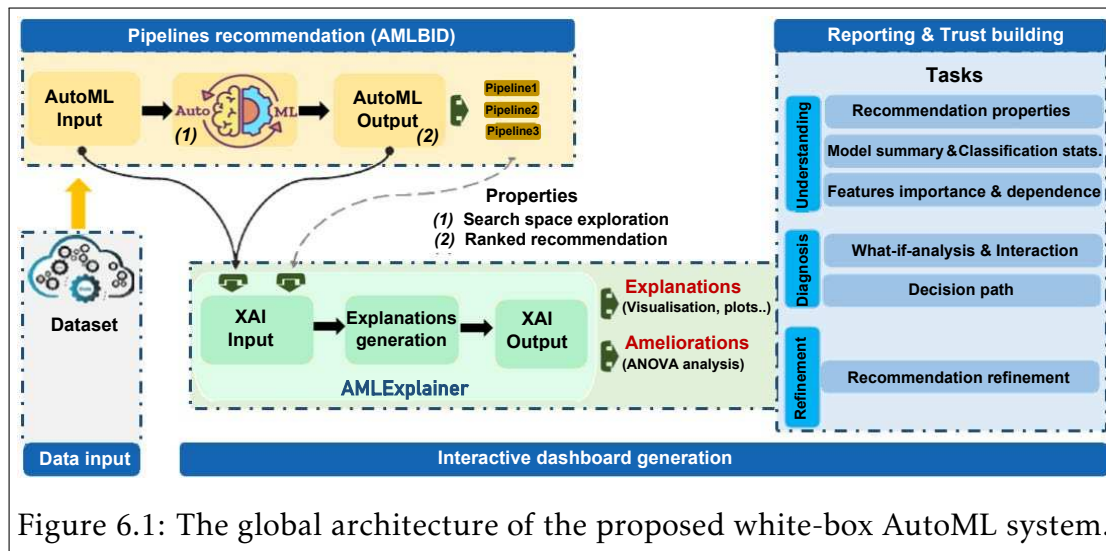 Pipelines recommendation (AMLBID)
AutoML
Input
Auto
ML
(1)
AutoML
Output
(2)
Pipeline1
Pipeline2
Pipeline3
Properties
(1) Search space exploration
(2) Ranked recommendation
Dataset
Data input
XAI
Input
Explanations
generation
XAI
Output
AMLExplainer
Explanations
(Visualisation, plots..)
Ameliorations
(ANOVA analysis)
Interactive dashboard generation
Reporting & Trust building
Tasks
Understanding
Recommendation properties
Model summary & Classification stats.
Features importance & dependence
Diagnosis
What-if-analysis & Interaction
Decision path
Refinement
Recommendation refinement
Figure 6.1: The global architecture of the proposed white-box AutoML system.